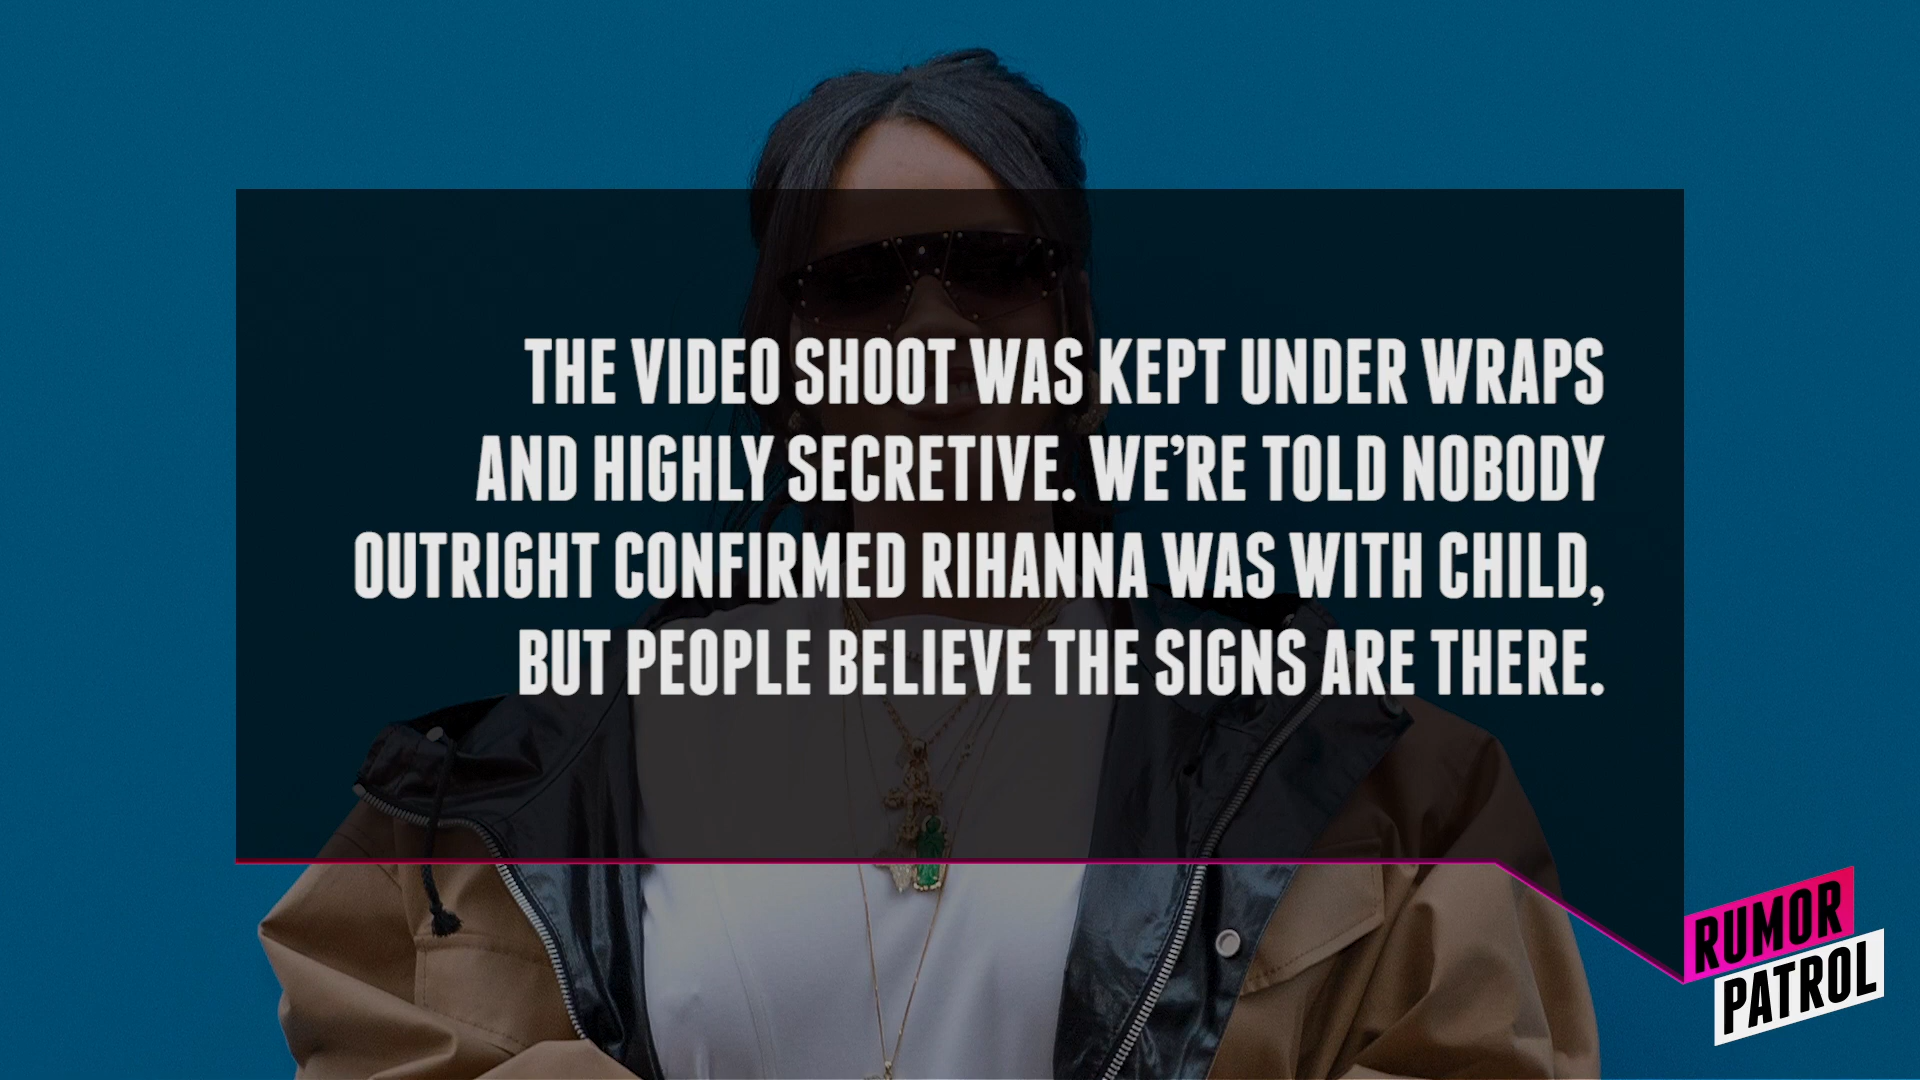 THE VIDEO SHOOT WAS KEPT UNDER WRAPS
AND HIGHLY SECRETIVE. WE’RE TOLD NOBODY
OUTRIGHT CONFIRMED RIHANNA WAS WITH CHILD,
BUT PEOPLE BELIEVE THE SIGNS ARE THERE.
RUMOR
PATROL